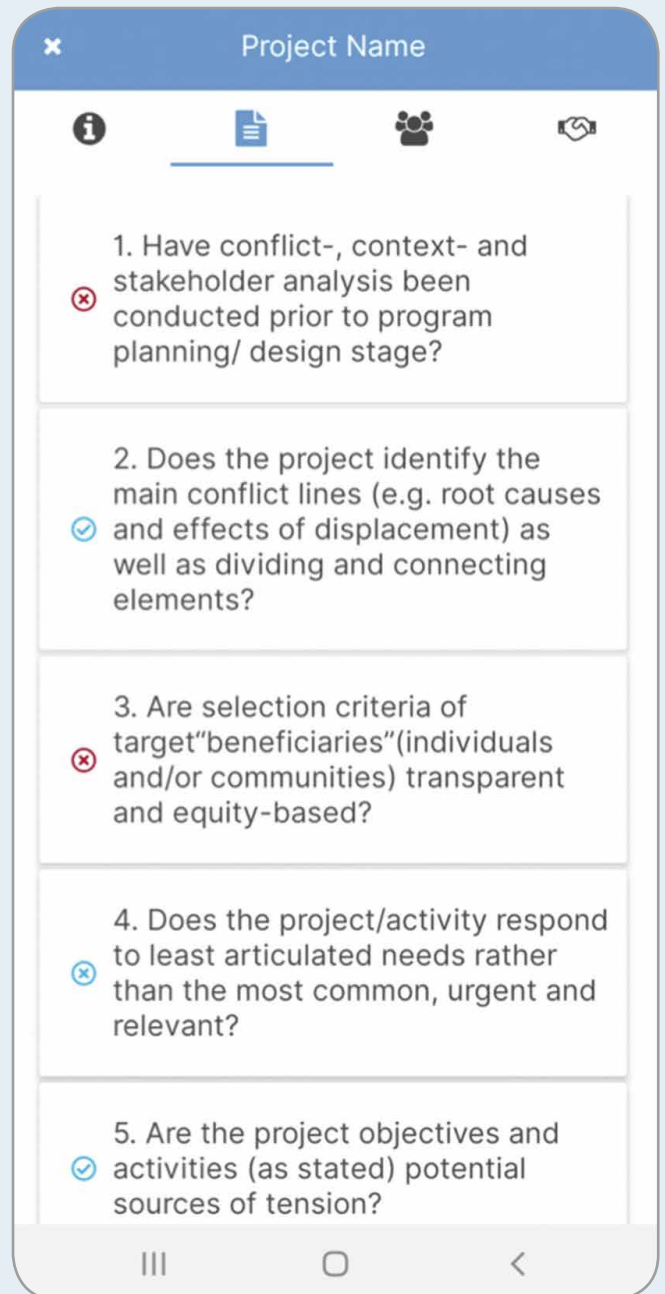 Project Name
1. Have conflict-, context- and
stakeholder analysis been
conducted prior to program
planning/ design stage?
2. Does the project identify the
main conflict lines (e.g. root causes
and effects of displacement) as
well as dividing and connecting
elements?
3. Are selection criteria of
target“beneficiaries”(individuals
and/or communities) transparent
and equity-based?
4. Does the project/activity respond
to least articulated needs rather
than the most common, urgent and
relevant?
5. Are the project objectives and
activities (as stated) potential
sources of tension?